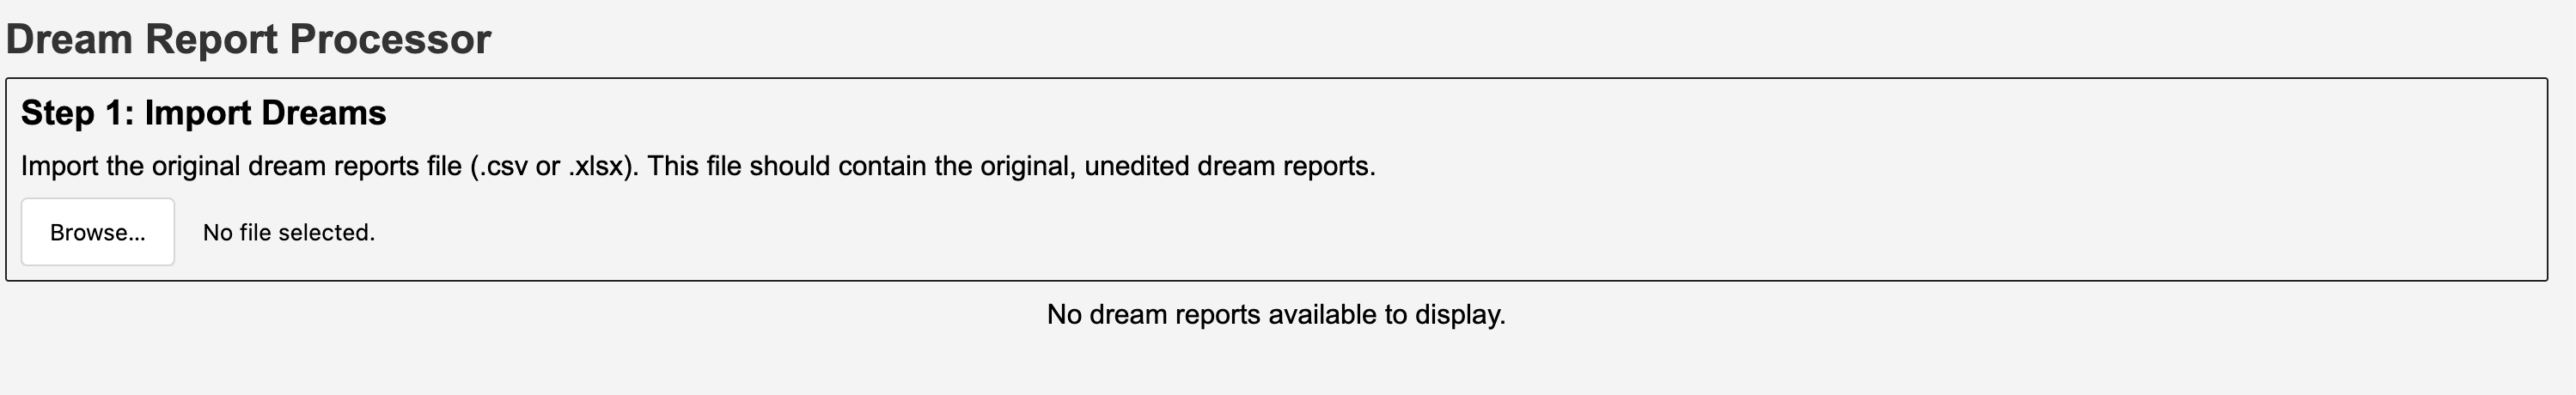 Dream Report Processor
Step 1: Import Dreams
Import the original dream reports file (.csv or .xlsx). This file should contain the original, unedited dream reports.
Browse... No file selected.
No dream reports available to display.